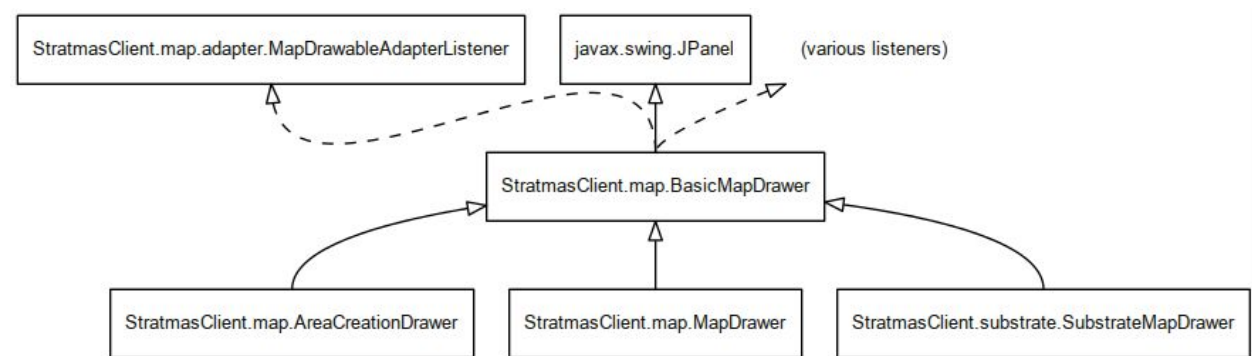 StratmasClient.map.adapter.MapDrawableAdapterListener
javax.swing.JPanel
(various listeners)
StratmasClient.map.BasicMapDrawer
StratmasClient.map.AreaCreationDrawer
StratmasClient.map.MapDrawer
StratmasClient.substrate.SubstrateMapDrawer